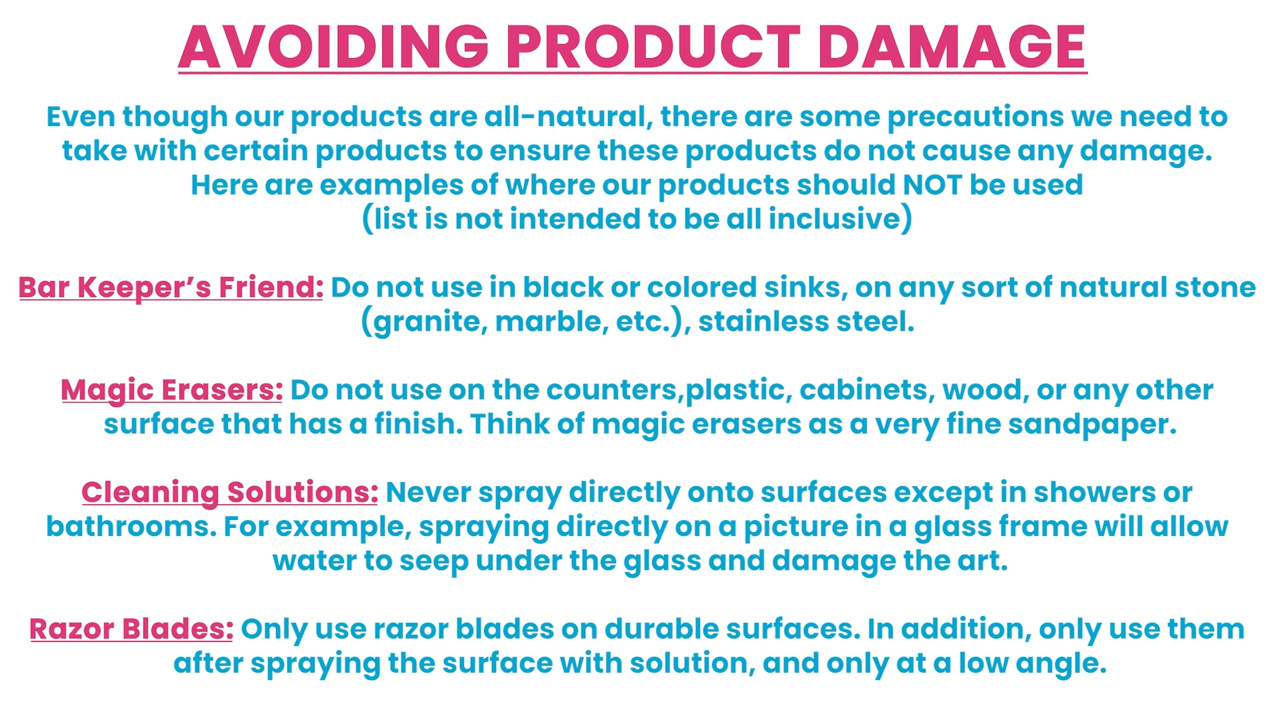 AVOIDING PRODUCT DAMAGE
Even though our products are all-natural, there are some precautions we need to
take with certain products to ensure these products do not cause any damage.
Here are examples of where our products should NOT be used
(list is not intended to be all inclusive)
Bar Keeper’s Friend: Do not use in black or colored sinks, on any sort of natural stone
(granite, marble, etc.), stainless steel.
Magic Erasers: Do not use on the counters,plastic, cabinets, wood, or any other
surface that has a finish. Think of magic erasers as a very fine sandpaper.
Cleaning Solutions: Never spray directly onto surfaces except in showers or
bathrooms. For example, spraying directly on a picture in a glass frame will allow
water to seep under the glass and damage the art.
Razor Blades: Only use razor blades on durable surfaces. In addition, only use them
after spraying the surface with solution, and only at a low angle.